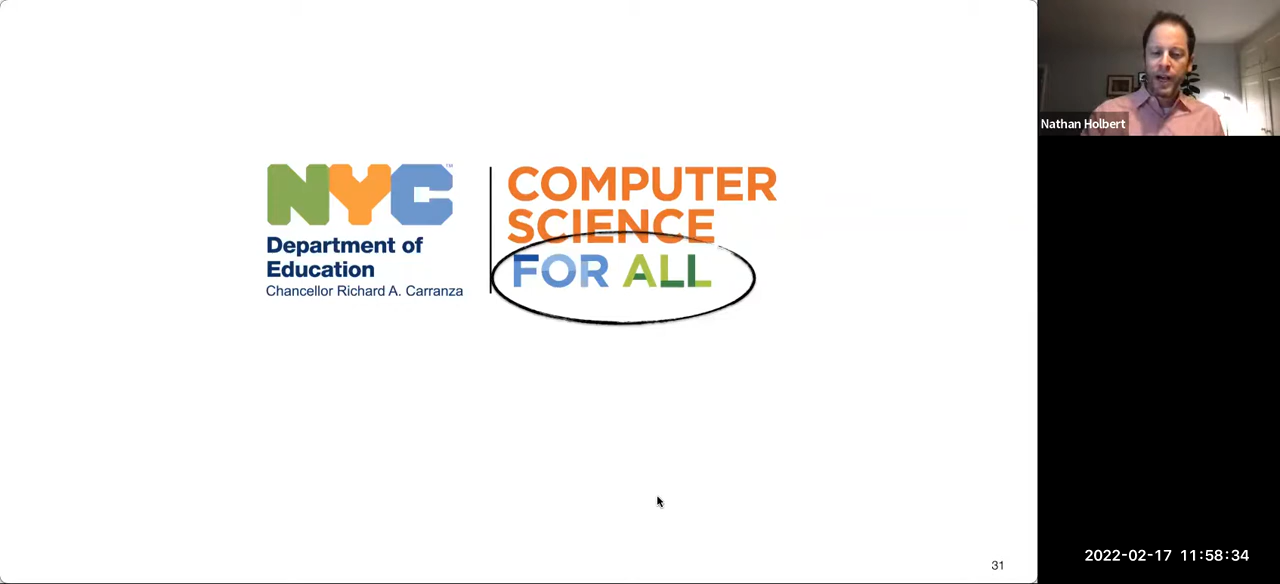 NYC™
Department of
Education
Chancellor Richard A. Carranza
COMPUTER
SCIENCE
FOR ALL
31
Nathan Holbert
2022-02-17 11:58:34